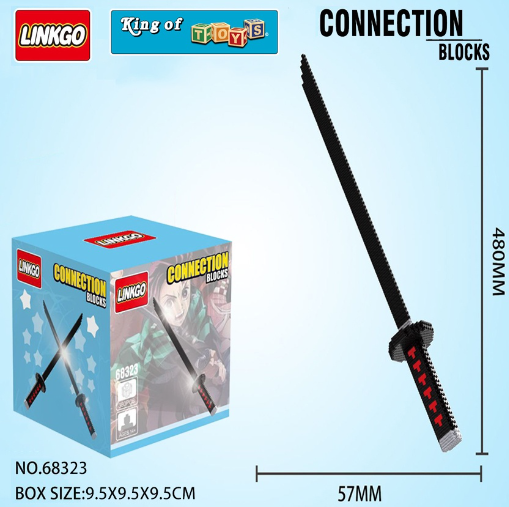 LINKGO
King of TOYS
CONNECTION
BLOCKS
480MM
LINKGO
CONNECTION
BLOCKS
LINKGO
CONNECTION
BLOCKS
68323
NO.68323
BOX SIZE:9.5X9.5X9.5CM
57MM